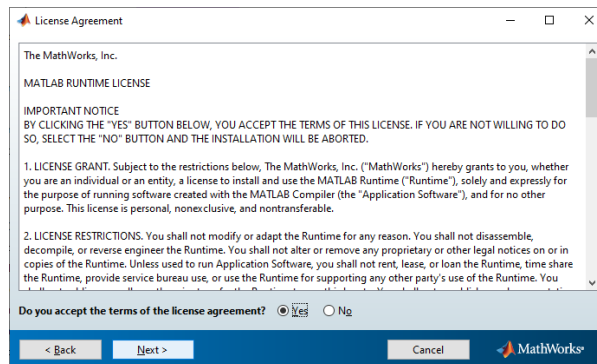 License Agreement
The MathWorks, Inc.
MATLAB RUNTIME LICENSE
IMPORTANT NOTICE
BY CLICKING THE "YES" BUTTON BELOW, YOU ACCEPT THE TERMS OF THIS LICENSE. IF YOU ARE NOT WILLING TO DO
SO, SELECT THE "NO" BUTTON AND THE INSTALLATION WILL BE ABORTED.
1. LICENSE GRANT. Subject to the restrictions below, The MathWorks, Inc. ("MathWorks") hereby grants to you, whether
you are an individual or an entity, a license to install and use the MATLAB Runtime ("Runtime"), solely and expressly for
the purpose of running software created with the MATLAB Compiler (the "Application Software"), and for no other
purpose. This license is personal, nonexclusive, and nontransferable.
2. LICENSE RESTRICTIONS. You shall not modify or adapt the Runtime for any reason. You shall not disassemble,
decompile, or reverse engineer the Runtime. You shall not alter or remove any proprietary or other legal notices on or in
copies of the Runtime. Unless used to run Application Software, you shall not rent, lease, or loan the Runtime, time share
the Runtime, provide service bureau use, or use the Runtime for supporting any other party's use of the Runtime. You
Do you accept the terms of the license agreement? Yes No
< Back Next > Cancel MathWorks®